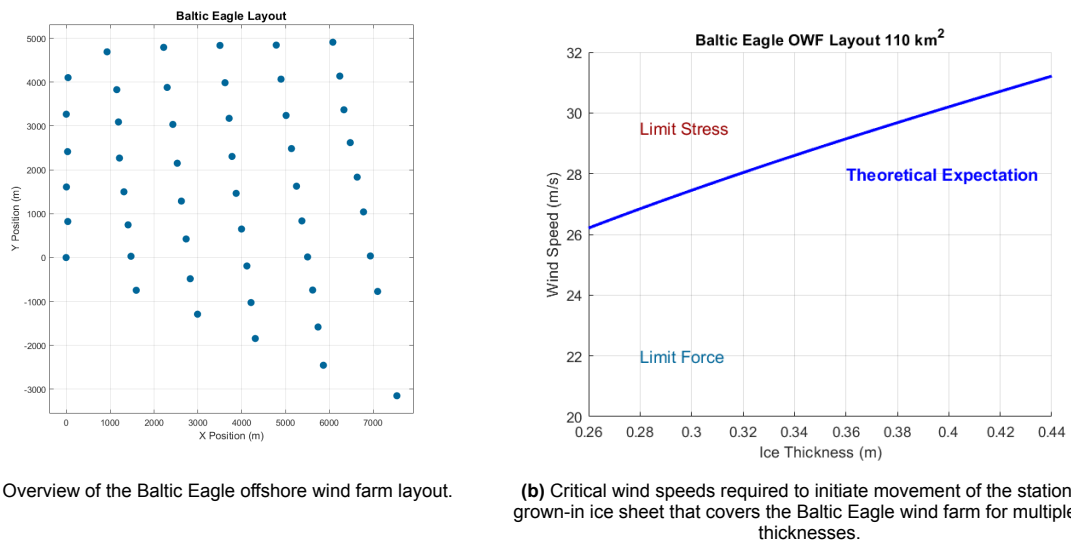 Baltic Eagle Layout
5000
4000
3000
2000
1000
0
-1000
-2000
-3000
Y Position (m)
0 1000 2000 3000 4000 5000 6000 7000
X Position (m)
Overview of the Baltic Eagle offshore wind farm layout.
Baltic Eagle OWF Layout 110 km²
32
30
28
26
24
22
20
Wind Speed (m/s)
Limit Stress
Theoretical Expectation
Limit Force
0.26 0.28 0.3 0.32 0.34 0.36 0.38 0.4 0.42 0.44
Ice Thickness (m)
(b) Critical wind speeds required to initiate movement of the station
grown-in ice sheet that covers the Baltic Eagle wind farm for multiple
thicknesses.